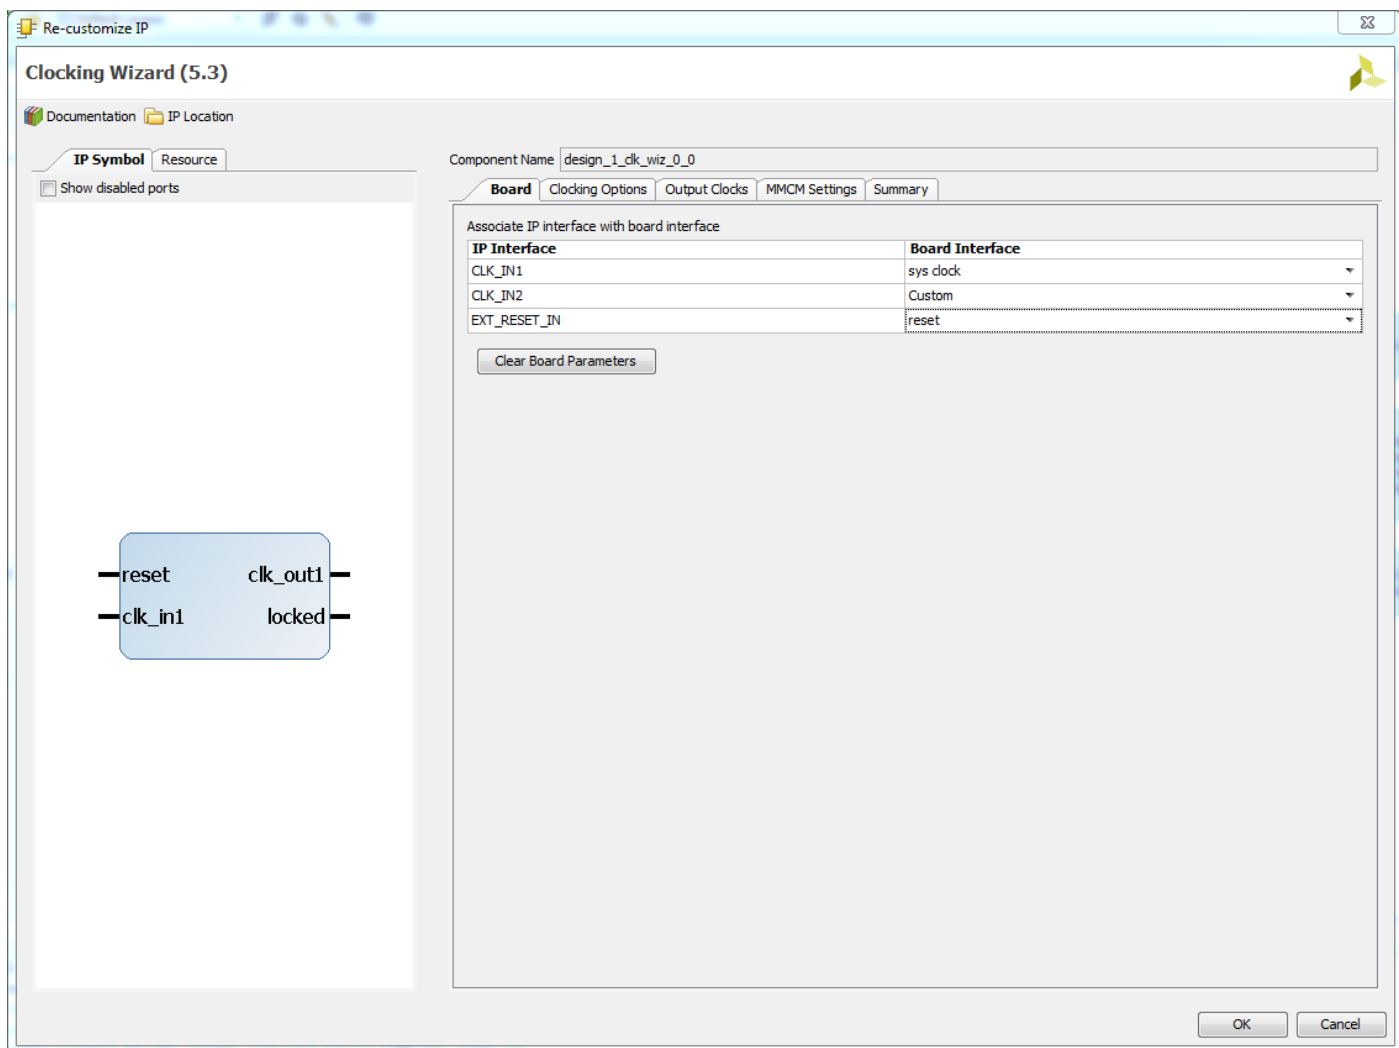 Re-customize IP
Clocking Wizard (5.3)
Documentation IP Location
IP Symbol Resource
Show disabled ports
reset clk_out1
clk_in1 locked
Component Name design_1_clk_wiz_0_0
Board Clocking Options Output Clocks MMCM Settings Summary
Associate IP interface with board interface
IP Interface Board Interface
CLK_IN1 sys clock
CLK_IN2 Custom
EXT_RESET_IN reset
Clear Board Parameters
OK Cancel